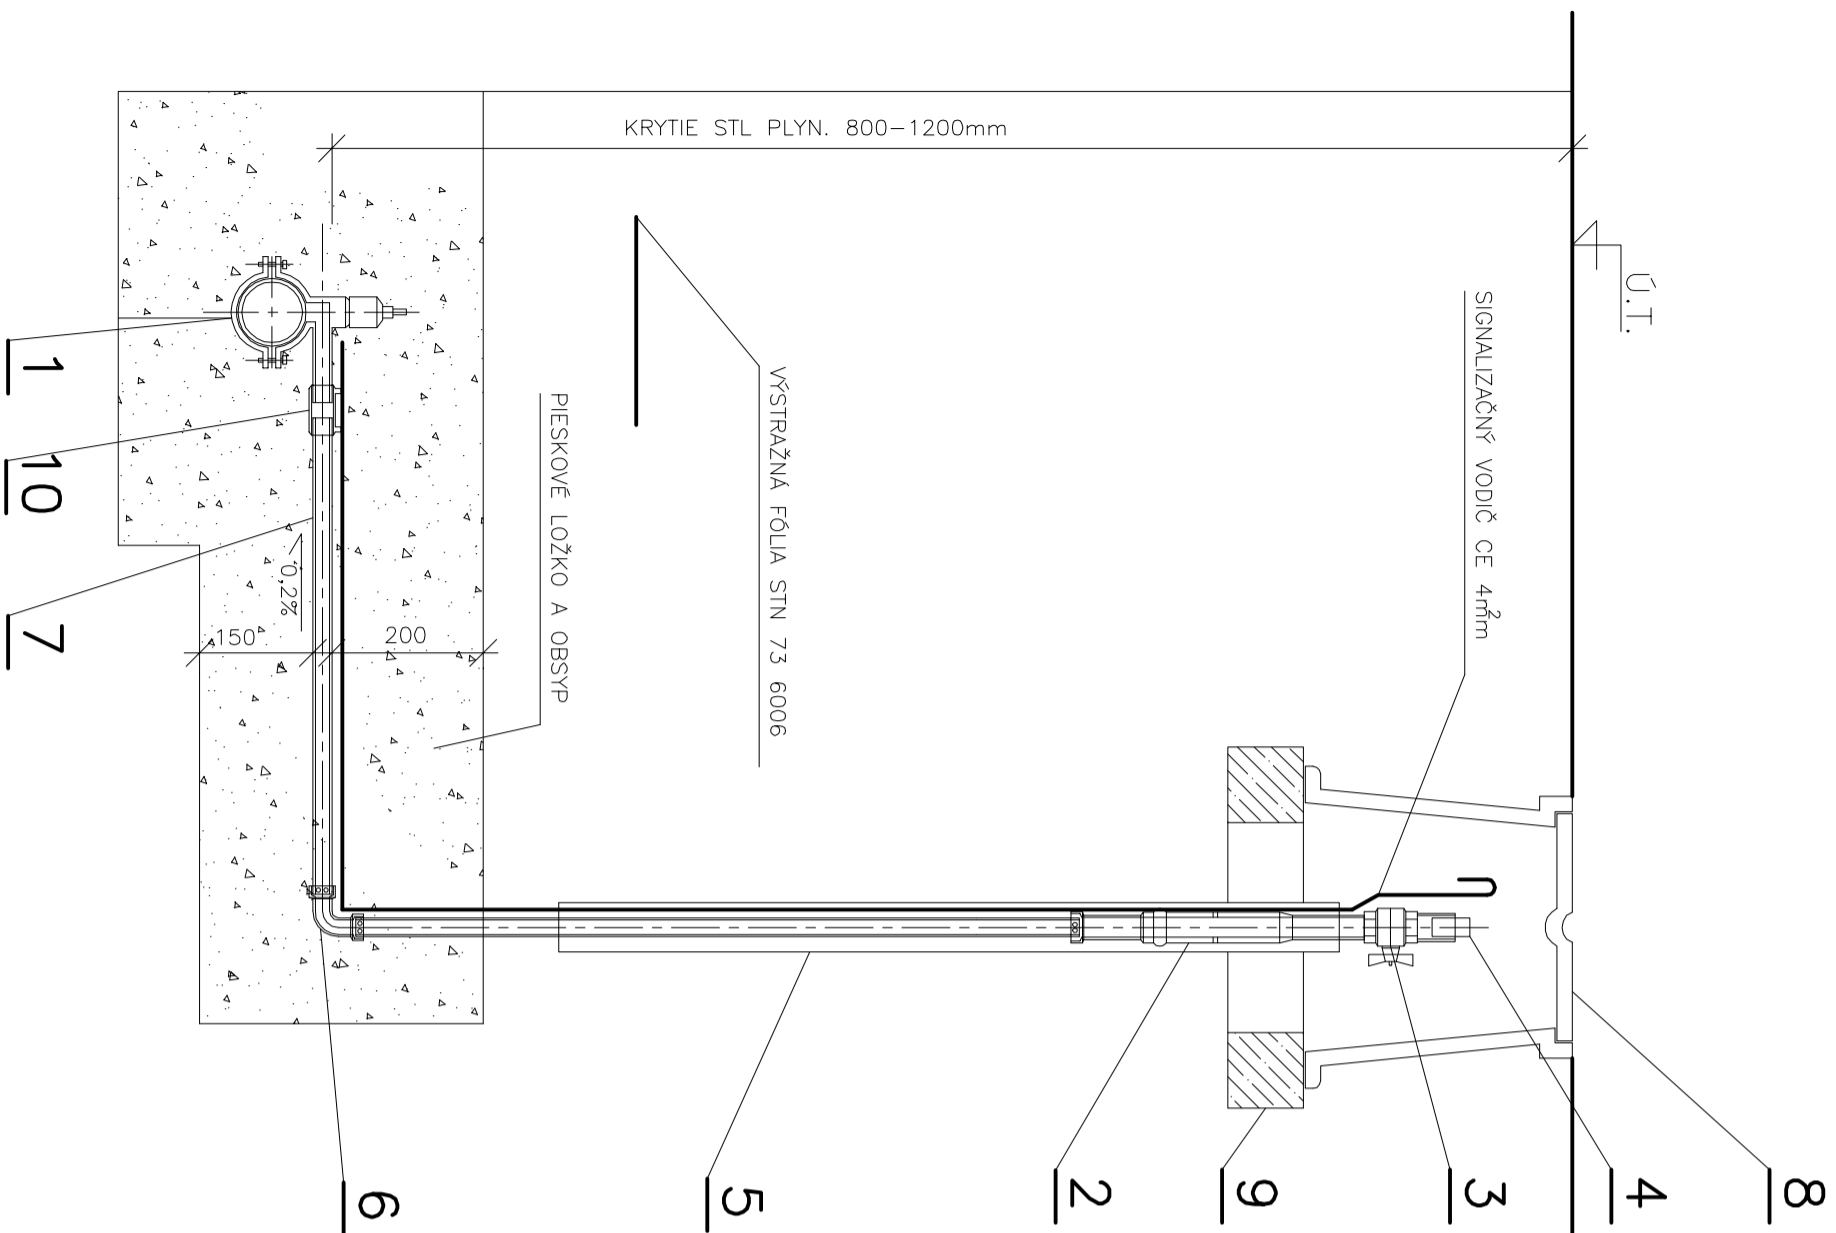 KRYTIE STL PLYN. 800-1200mm
Ú.T.
SIGNALIZAČNÝ VODIČ CE 4m²m
VÝSTRAŽNÁ FÓLIA STN 73 6006
PIESKOVÉ LOŽKO A OBSYP
0,2%
150
200
1
10
7
6
5
2
9
3
4
8